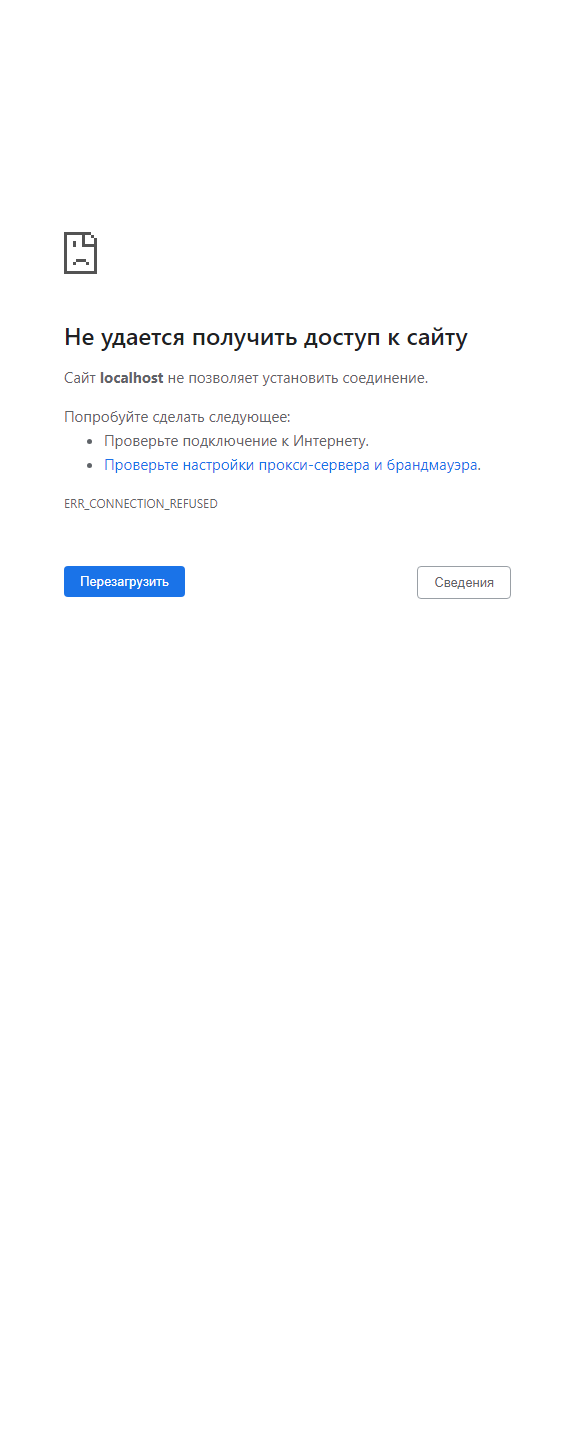 Не удается получить доступ к сайту
Сайт localhost не позволяет установить соединение.
Попробуйте сделать следующее:
Проверьте подключение к Интернету.
Проверьте настройки прокси-сервера и брандмауэра.
ERR_CONNECTION_REFUSED
Перезагрузить
Сведения